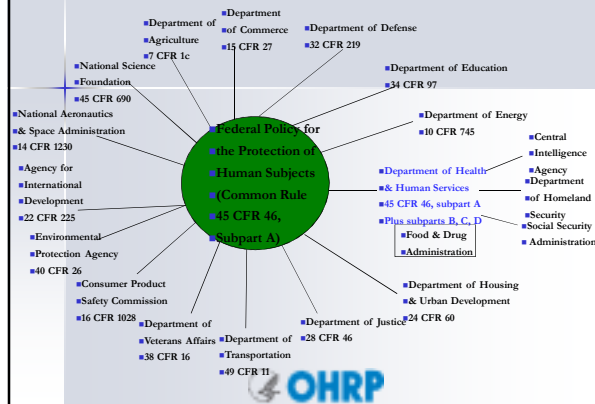 Department
of Commerce
15 CFR 27
Department of
Agriculture
7 CFR 1c
Department of Defense
32 CFR 219
National Science
Foundation
45 CFR 690
Department of Education
34 CFR 97
National Aeronautics
& Space Administration
14 CFR 1230
Department of Energy
10 CFR 745
Federal Policy for
the Protection of
Human Subjects
(Common Rule
45 CFR 46,
Subpart A)
Central
Intelligence
Agency
Agency for
International
Development
22 CFR 225
Department of Health
& Human Services
45 CFR 46, subpart A
Plus subparts B, C, D
Department
of Homeland
Security
Social Security
Administration
Food & Drug
Administration
Environmental
Protection Agency
40 CFR 26
Consumer Product
Safety Commission
16 CFR 1028
Department of Housing
& Urban Development
24 CFR 60
Department of
Veterans Affairs
38 CFR 16
Department of
Transportation
49 CFR 11
Department of Justice
28 CFR 46
OHRP